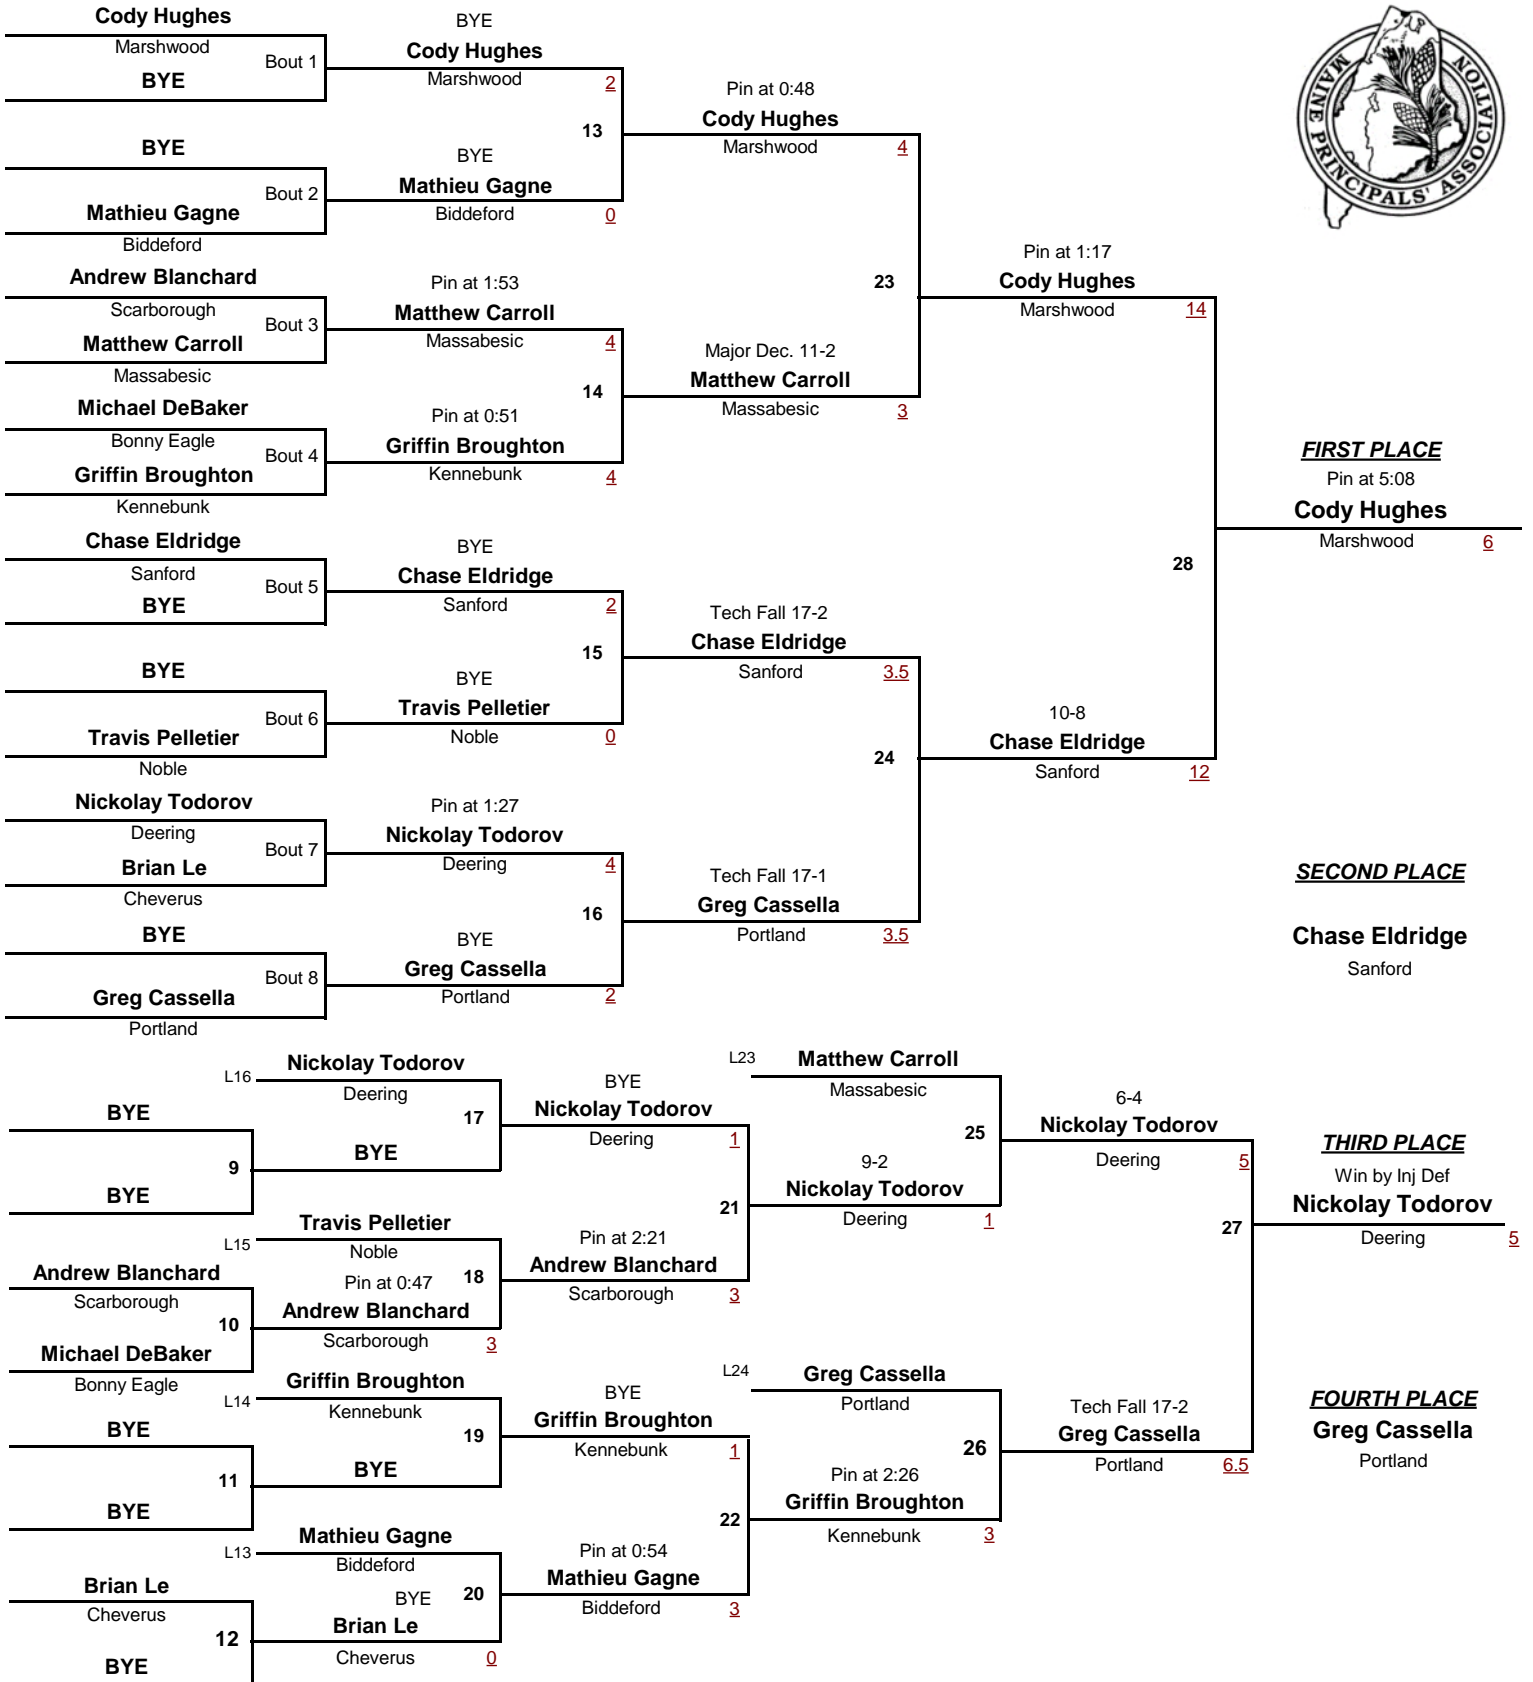 Cody Hughes
Marshwood
BYE
Bout 1
BYE
Mathieu Gagne
Biddeford
Bout 2
Andrew Blanchard
Scarborough
Matthew Carroll
Massabesic
Bout 3
Michael DeBaker
Bonny Eagle
Griffin Broughton
Kennebunk
Bout 4
Chase Eldridge
Sanford
BYE
Bout 5
BYE
Travis Pelletier
Noble
Bout 6
Nickolay Todorov
Deering
Brian Le
Cheverus
Bout 7
BYE
Greg Cassella
Portland
Bout 8
BYE
Cody Hughes
Marshwood
2
13
BYE
Mathieu Gagne
Biddeford
0
Pin at 1:53
Matthew Carroll
Massabesic
4
14
Pin at 0:51
Griffin Broughton
Kennebunk
4
BYE
Chase Eldridge
Sanford
2
15
BYE
Travis Pelletier
Noble
0
Pin at 1:27
Nickolay Todorov
Deering
4
16
BYE
Greg Cassella
Portland
2
Pin at 0:48
Cody Hughes
Marshwood
4
23
Major Dec. 11-2
Matthew Carroll
Massabesic
3
Tech Fall 17-2
Chase Eldridge
Sanford
3.5
24
Tech Fall 17-1
Greg Cassella
Portland
3.5
Pin at 1:17
Cody Hughes
Marshwood
14
28
10-8
Chase Eldridge
Sanford
12
MAINE PRINCIPALS' ASSOCIATION
FIRST PLACE
Pin at 5:08
Cody Hughes
Marshwood
6
SECOND PLACE
Chase Eldridge
Sanford
BYE
9
BYE
Andrew Blanchard
Scarborough
10
Michael DeBaker
Bonny Eagle
BYE
11
BYE
Brian Le
Cheverus
12
BYE
L16
Nickolay Todorov
Deering
17
BYE
L15
Travis Pelletier
Noble
Pin at 0:47
18
Andrew Blanchard
Scarborough
3
L14
Griffin Broughton
Kennebunk
19
BYE
L13
Mathieu Gagne
Biddeford
BYE
20
Brian Le
Cheverus
0
BYE
Nickolay Todorov
Deering
1
21
Pin at 2:21
Andrew Blanchard
Scarborough
3
BYE
Griffin Broughton
Kennebunk
1
22
Pin at 0:54
Mathieu Gagne
Biddeford
3
L23
Matthew Carroll
Massabesic
25
9-2
Nickolay Todorov
Deering
1
L24
Greg Cassella
Portland
26
Pin at 2:26
Griffin Broughton
Kennebunk
3
6-4
Nickolay Todorov
Deering
5
27
Tech Fall 17-2
Greg Cassella
Portland
6.5
THIRD PLACE
Win by Inj Def
Nickolay Todorov
Deering
5
FOURTH PLACE
Greg Cassella
Portland